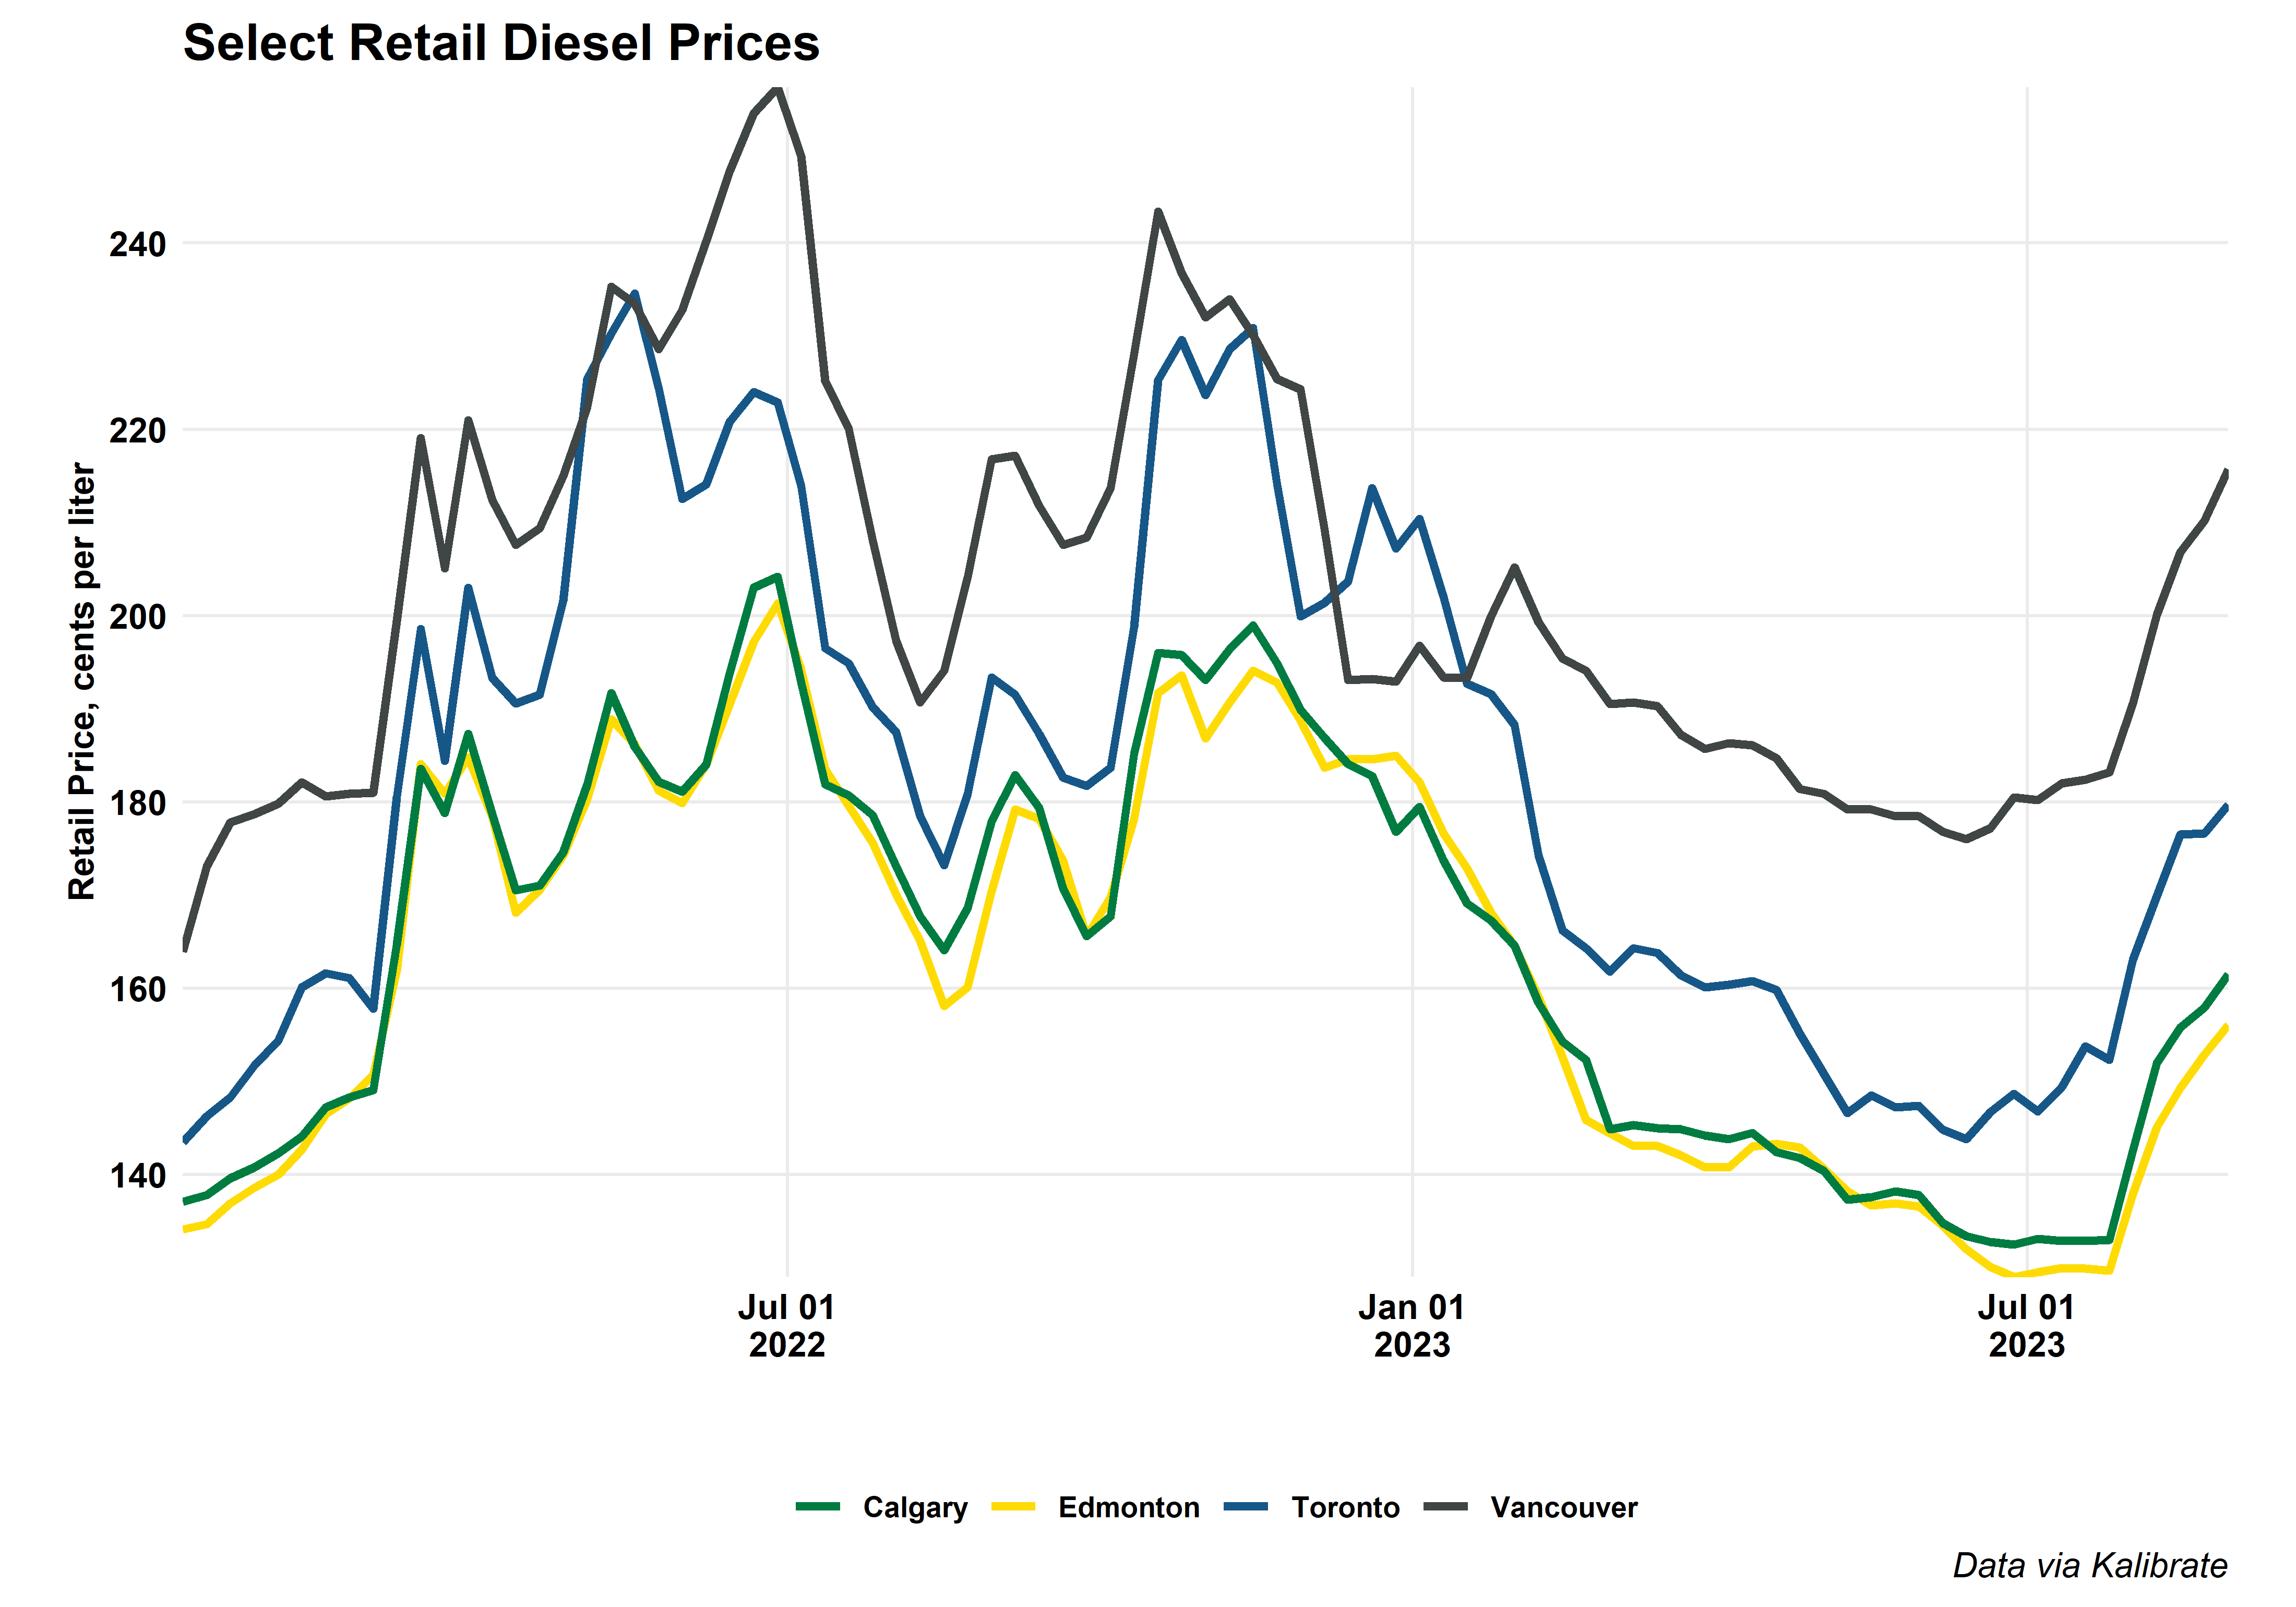 Select Retail Diesel Prices
Retail Price, cents per liter
240
220
200
180
160
140
Jul 01
2022
Jan 01
2023
Jul 01
2023
Calgary Edmonton Toronto Vancouver
Data via Kalibrate